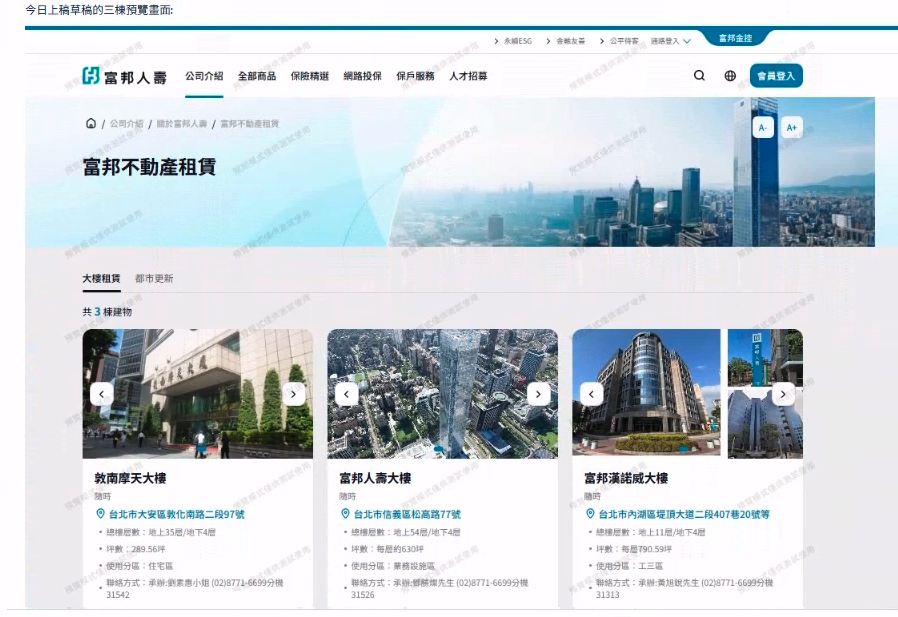 今日上稿草稿的三棟預覽畫面:
永續ESG 金融友善 公平待客 通路登入 富邦金控
富邦人壽 公司介紹 全部商品 保險精選 網路投保 保戶服務 人才招募 會員登入
/ 公司介紹 / 關於富邦人壽 / 富邦不動產租賃
A- A+
富邦不動產租賃
大樓租賃 都市更新
共 3 棟建物
敦南摩天大樓
隨時
台北市大安區敦化南路二段97號
• 總樓層數：地上35層/地下4層
• 坪數：289.56坪
• 使用分區：住宅區
• 聯絡方式：承辦:劉素惠小姐 (02)8771-6699分機
31542
富邦人壽大樓
隨時
台北市信義區松高路77號
• 總樓層數：地上54層/地下4層
• 坪數：每層約630坪
• 使用分區：業務設施區
• 聯絡方式：承辦:鄭勝燦先生 (02)8771-6699分機
31526
富邦漢諾威大樓
隨時
台北市內湖區堤頂大道二段407巷20號等
• 總樓層數：地上11層/地下4層
• 坪數：每層790.59坪
• 使用分區：工三區
• 聯絡方式：承辦:黃旭銳先生 (02)8771-6699分機
31313